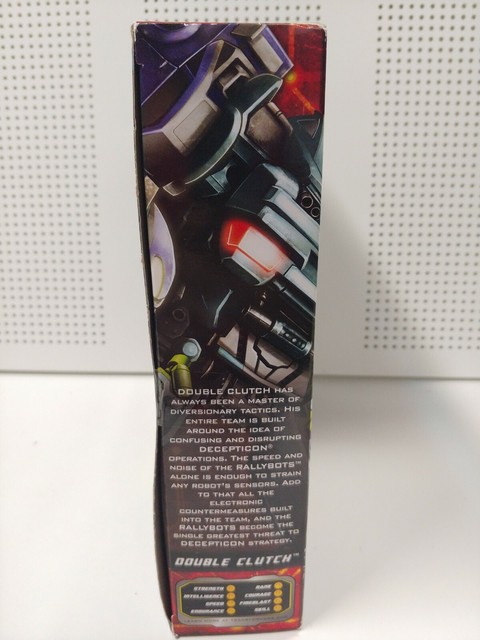 DOUBLE CLUTCH HAS
ALWAYS BEEN A MASTER OF
DIVERSIONARY TACTICS. HIS
ENTIRE TEAM IS BUILT
AROUND THE IDEA OF
CONFUSING AND DISRUPTING
DECEPTICON®
OPERATIONS. THE SPEED AND
NOISE OF THE RALLYBOTS™
ALONE IS ENOUGH TO STRAIN
ANY ROBOT'S SENSORS. ADD
TO THAT ALL THE
ELECTRONIC
COUNTERMEASURES BUILT
INTO THE TEAM, AND THE
RALLYBOTS BECOME THE
SINGLE GREATEST THREAT TO
DECEPTICON STRATEGY.
DOUBLE CLUTCH™
STRENGTH RANK
INTELLIGENCE COURAGE
SPEED FIREBLAST
ENDURANCE SKILL